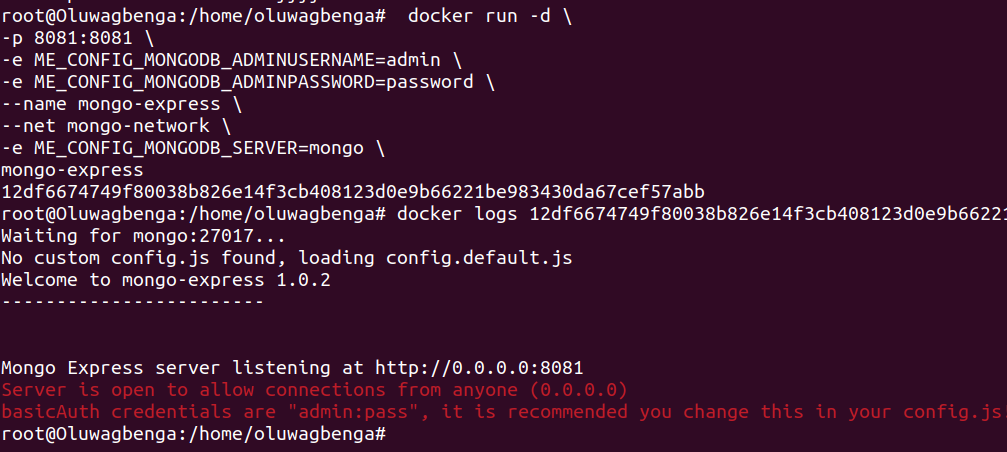 root@Oluwagbenga:/home/oluwagbenga#  docker run -d \
-p 8081:8081 \
-e ME_CONFIG_MONGODB_ADMINUSERNAME=admin \
-e ME_CONFIG_MONGODB_ADMINPASSWORD=password \
--name mongo-express \
--net mongo-network \
-e ME_CONFIG_MONGODB_SERVER=mongo \
mongo-express
12df6674749f80038b826e14f3cb408123d0e9b66221be983430da67cef57abb
root@Oluwagbenga:/home/oluwagbenga# docker logs 12df6674749f80038b826e14f3cb408123d0e9b66221
Waiting for mongo:27017...
No custom config.js found, loading config.default.js
Welcome to mongo-express 1.0.2
------------------------
Mongo Express server listening at http://0.0.0.0:8081
Server is open to allow connections from anyone (0.0.0.0)
basicAuth credentials are "admin:pass", it is recommended you change this in your config.js
root@Oluwagbenga:/home/oluwagbenga#